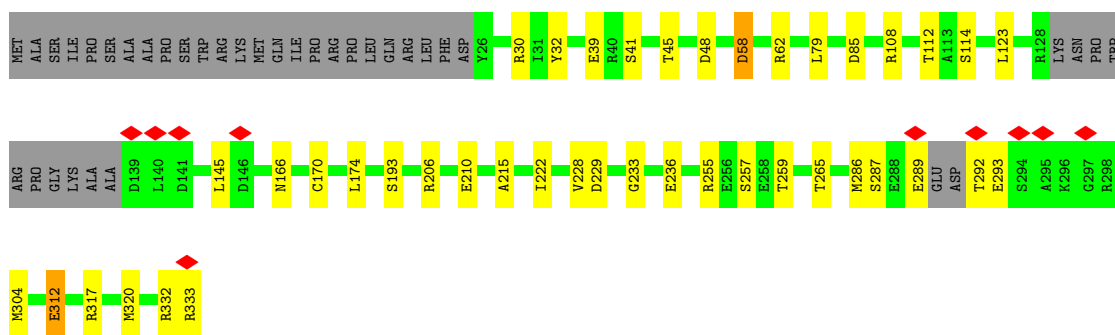 MET ALA SER ILE PRO SER ALA ALA PRO SER TRP ARG LYS MET GLN ILE PRO ARG PRO LEU GLN ARG LEU PHE ASP Y26 R30 I31 Y32 E39 R40 S41 T45 D48 D58 R62 L79 D85 R108 T112 A113 S114 L123 R128 LYS ASN PRO TRP
ARG PRO GLY LYS ALA ALA D139 L140 D141 L145 D146 N166 C170 L174 S193 R206 E210 A215 I222 V228 D229 G233 E236 R255 E256 S257 E258 T259 T265 M286 S287 E288 E289 GLU ASP T292 E293 S294 A295 K296 G297 R298
M304 E312 R317 M320 R332 R333